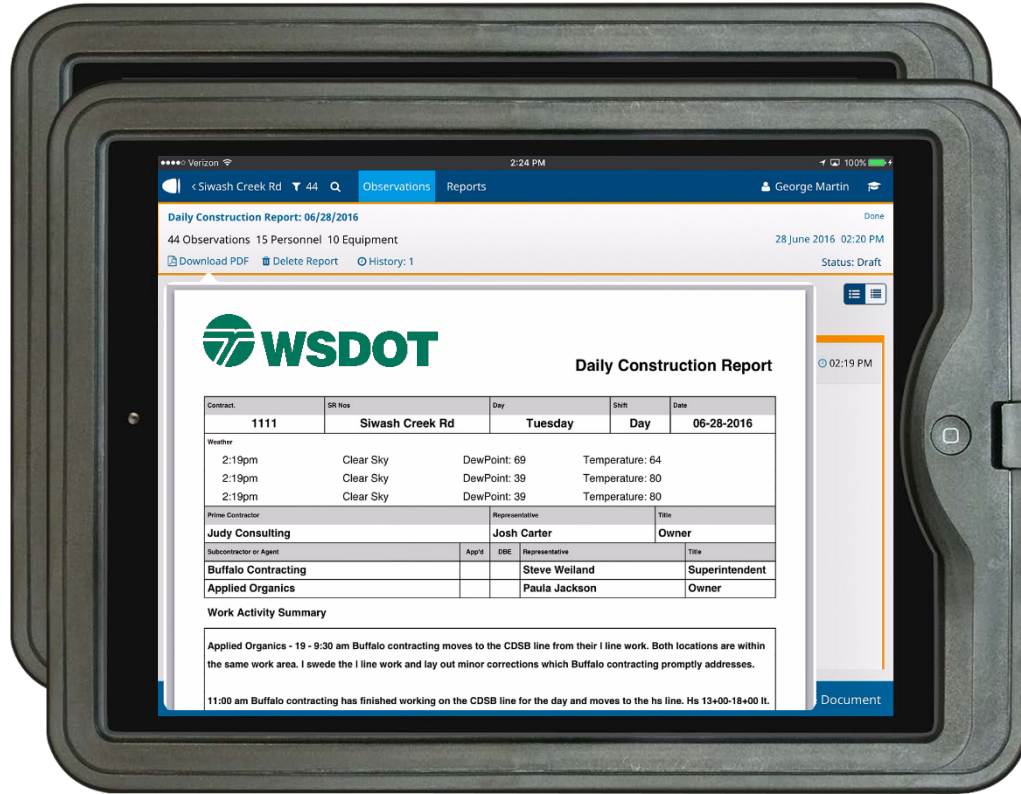 Verizon 2:24 PM 100%
Siwash Creek Rd 44 Observations Reports George Martin
Daily Construction Report: 06/28/2016 Done
44 Observations 15 Personnel 10 Equipment 28 June 2016 02:20 PM
Download PDF Delete Report History: 1 Status: Draft
WSDOT
Daily Construction Report
02:19 PM
Contract. SR Nos Day Shift Date
1111 Siwash Creek Rd Tuesday Day 06-28-2016
Weather
2:19pm Clear Sky DewPoint: 69 Temperature: 64
2:19pm Clear Sky DewPoint: 39 Temperature: 80
2:19pm Clear Sky DewPoint: 39 Temperature: 80
Prime Contractor Representative Title
Judy Consulting Josh Carter Owner
Subcontractor or Agent App'd DBE Representative Title
Buffalo Contracting Steve Weiland Superintendent
Applied Organics Paula Jackson Owner
Work Activity Summary
Applied Organics - 19 - 9:30 am Buffalo contracting moves to the CDSB line from their l line work. Both locations are within
the same work area. I swede the l line work and lay out minor corrections which Buffalo contracting promptly addresses.
11:00 am Buffalo contracting has finished working on the CDSB line for the day and moves to the hs line. Hs 13+00-18+00 lt.
Document